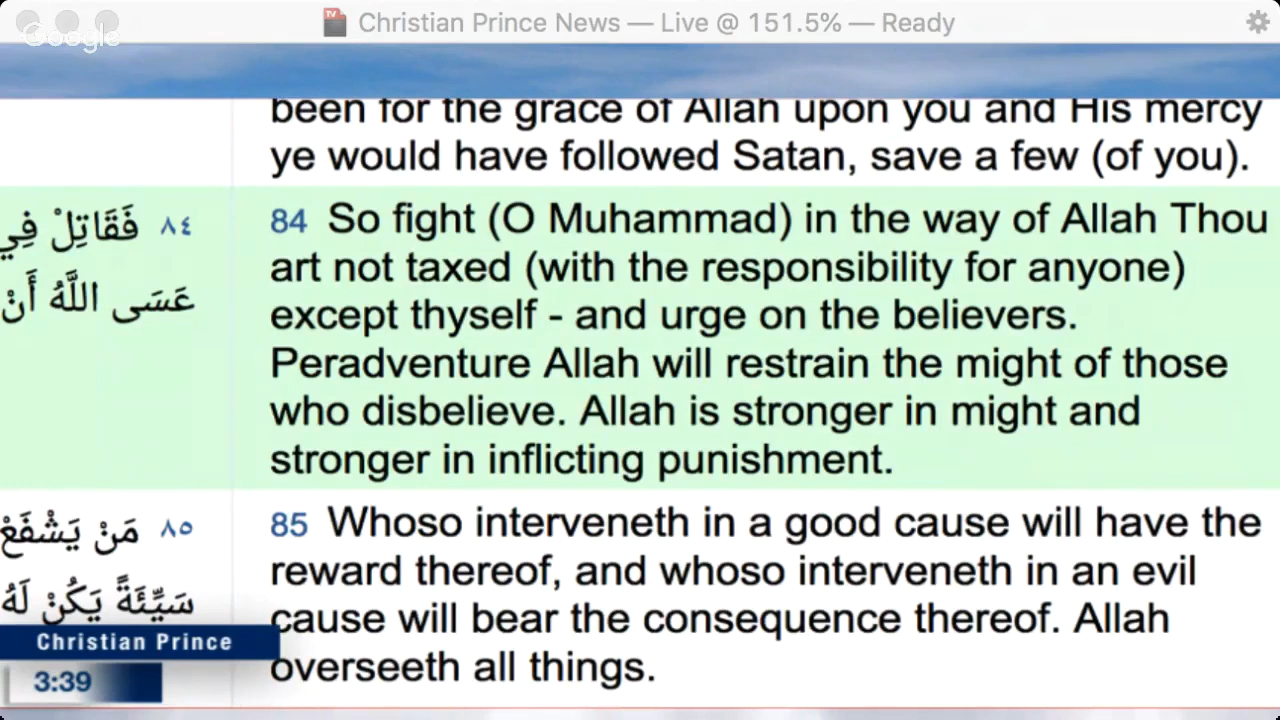 Christian Prince News — Live @ 151.5% — Ready
Google
been for the grace of Allah upon you and His mercy
ye would have followed Satan, save a few (of you).
84 So fight (O Muhammad) in the way of Allah Thou
art not taxed (with the responsibility for anyone)
except thyself - and urge on the believers.
Peradventure Allah will restrain the might of those
who disbelieve. Allah is stronger in might and
stronger in inflicting punishment.
٨٤ فَقَاتِلْ فِي
عَسَى اللَّهُ أَنْ
85 Whoso interveneth in a good cause will have the
reward thereof, and whoso interveneth in an evil
cause will bear the consequence thereof. Allah
overseeth all things.
٨٥ مَنْ يَشْفَعْ
سَيِّئَةً يَكُنْ لَهُ
Christian Prince
3:39